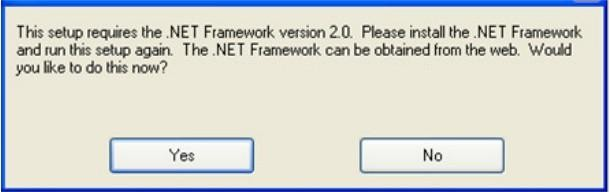 This setup requires the .NET Framework version 2.0.  Please install the .NET Framework
and run this setup again.  The .NET Framework can be obtained from the web.  Would
you like to do this now?
Yes
No